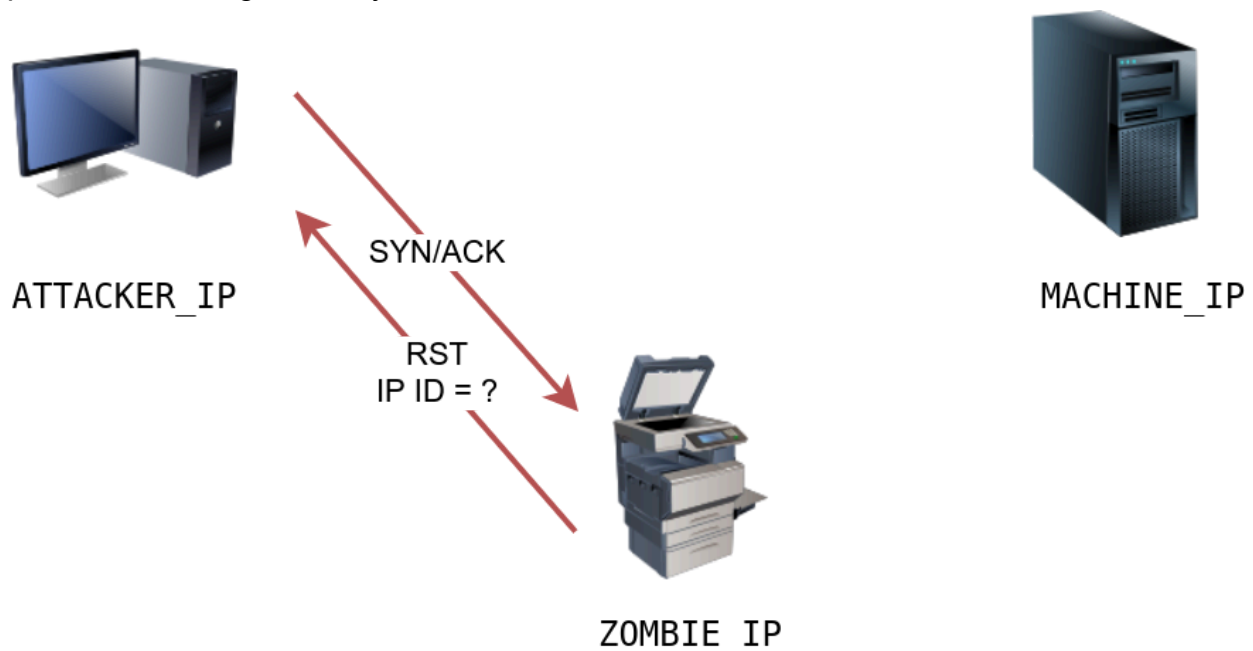 SYN/ACK
ATTACKER_IP
MACHINE_IP
RST
IP ID = ?
ZOMBIE IP